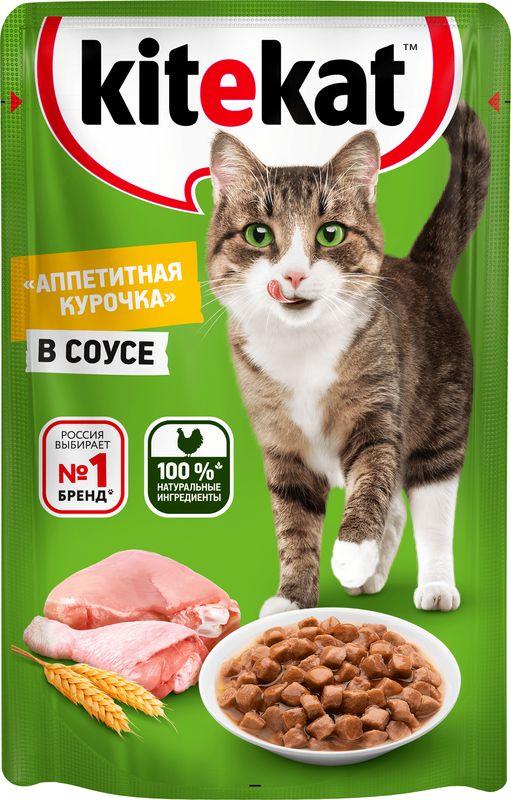 kitekat™
«АППЕТИТНАЯ
КУРОЧКА»
В СОУСЕ
РОССИЯ
ВЫБИРАЕТ
№1
БРЕНД*
100 %*
НАТУРАЛЬНЫЕ
ИНГРЕДИЕНТЫ